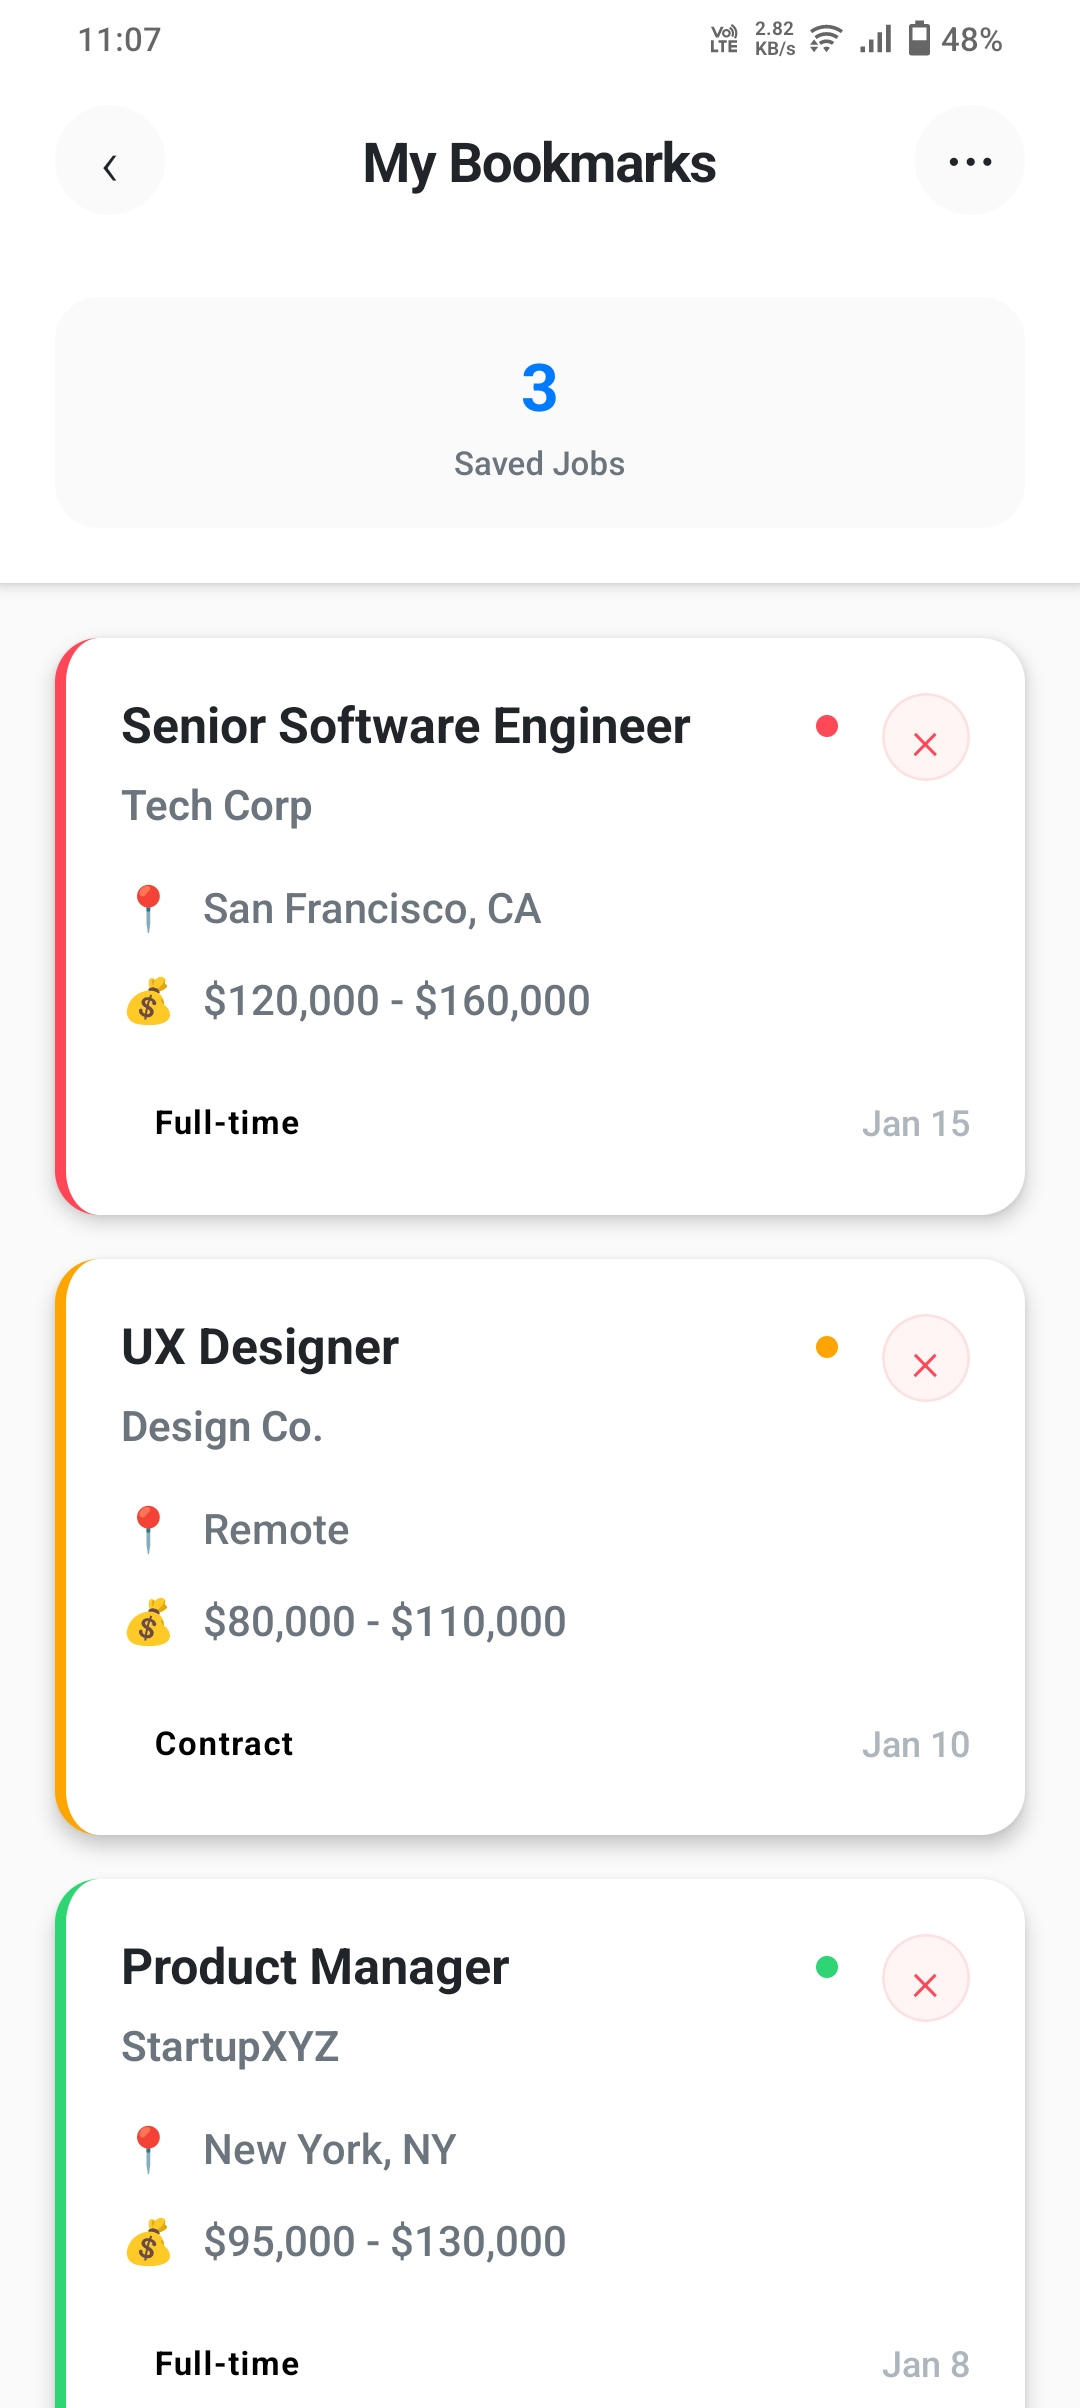 11:07
Vo) LTE 2.82 KB/s 48%
My Bookmarks
3
Saved Jobs
Senior Software Engineer
Tech Corp
San Francisco, CA
$120,000 - $160,000
Full-time Jan 15
UX Designer
Design Co.
Remote
$80,000 - $110,000
Contract Jan 10
Product Manager
StartupXYZ
New York, NY
$95,000 - $130,000
Full-time Jan 8